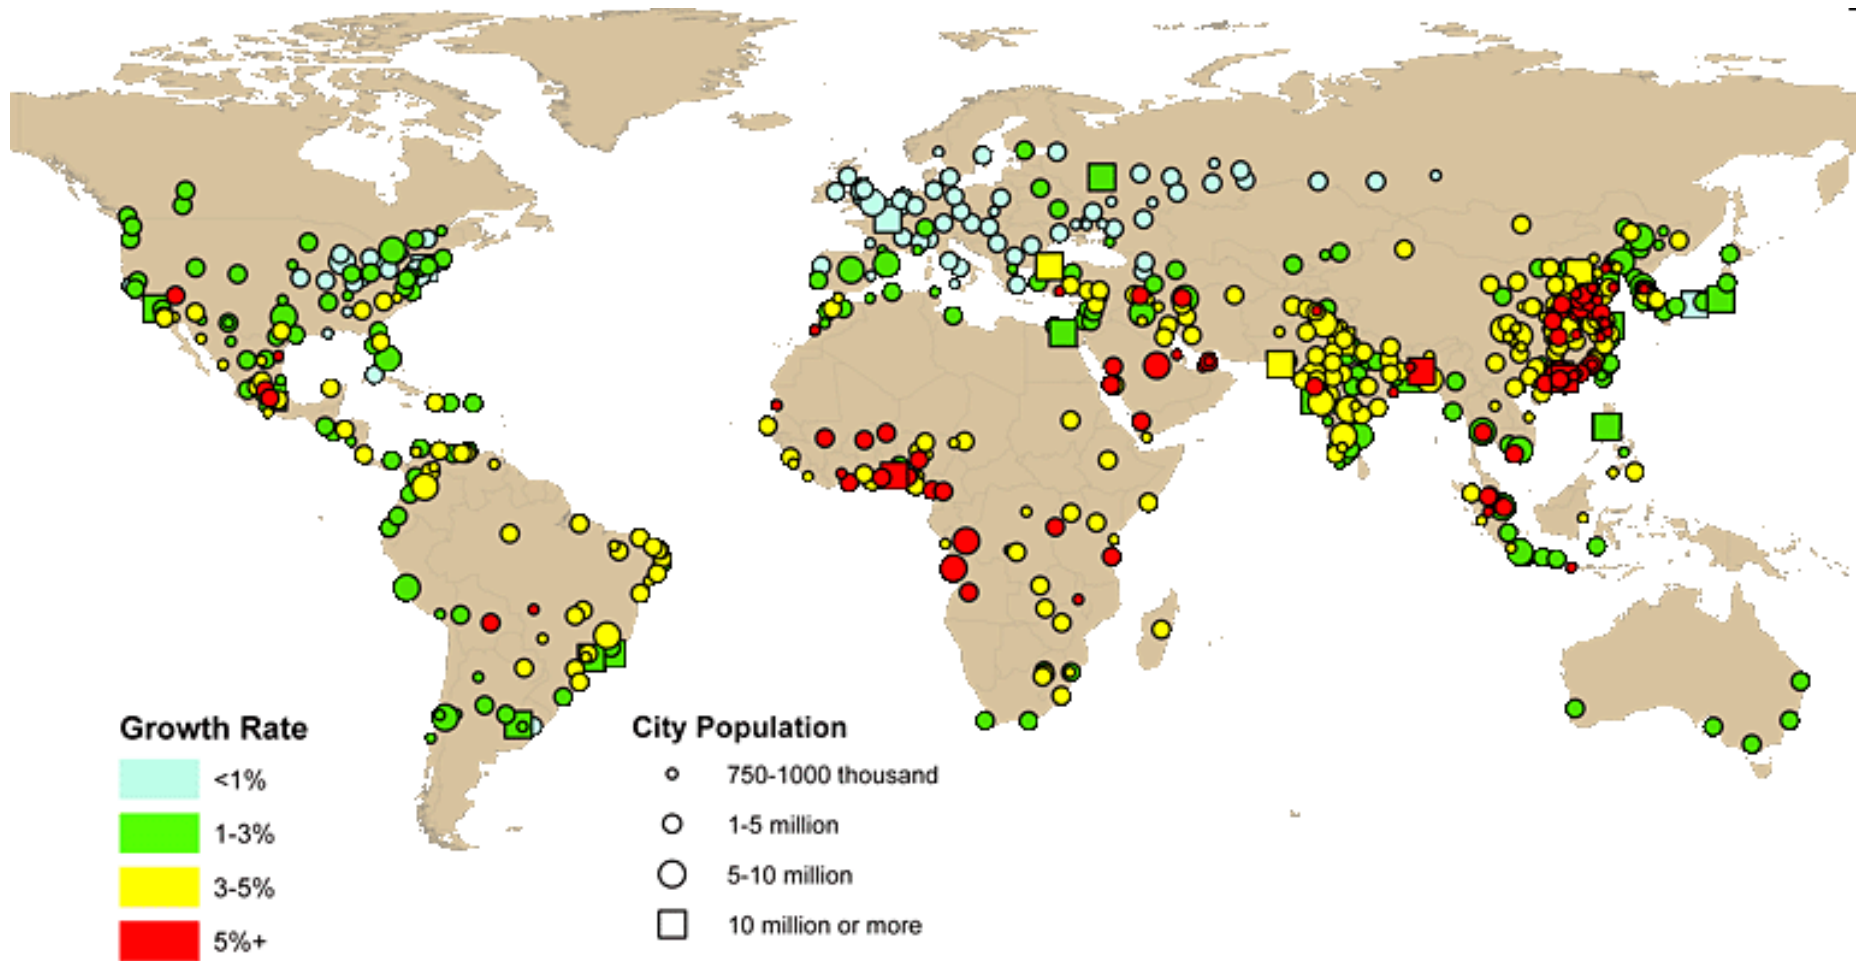 Growth Rate
<1%
1-3%
3-5%
5%+
City Population
750-1000 thousand
1-5 million
5-10 million
10 million or more